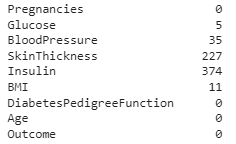 Pregnancies 0
Glucose 5
BloodPressure 35
SkinThickness 227
Insulin 374
BMI 11
DiabetesPedigreeFunction 0
Age 0
Outcome 0